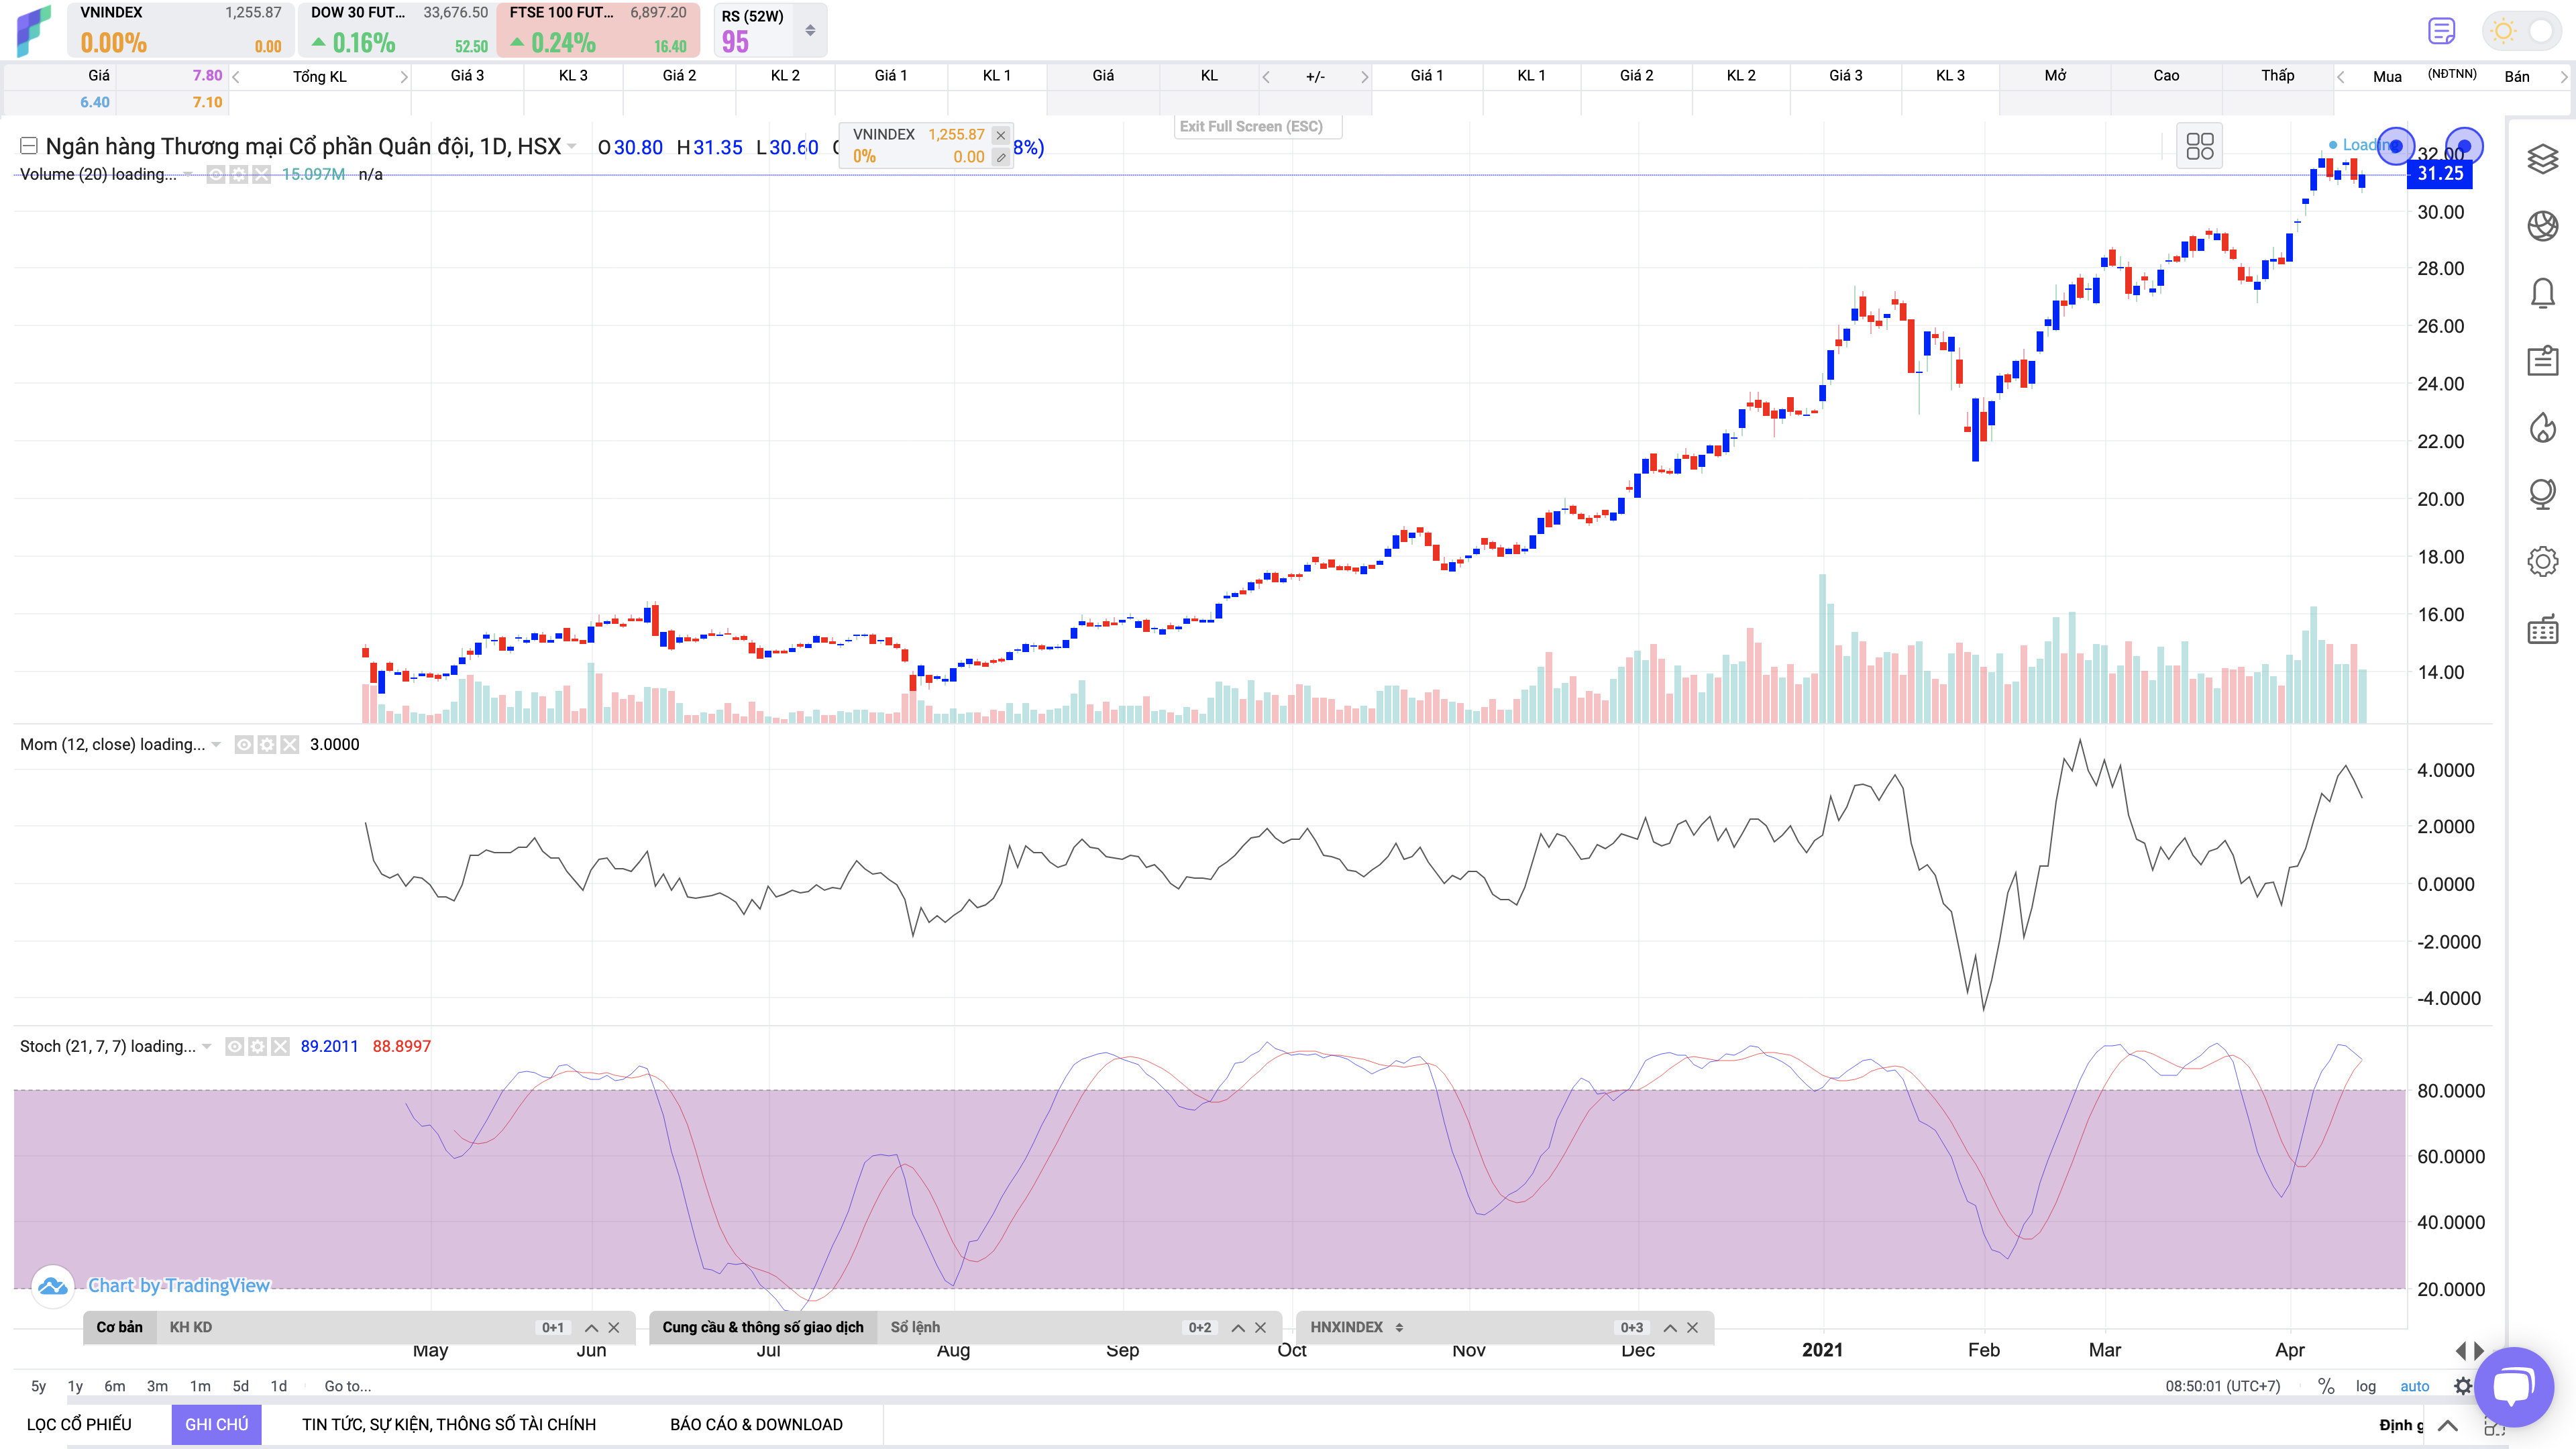 VNINDEX 1,255.87 DOW 30 FUT... 33,676.50 FTSE 100 FUT... 6,897.20 RS (52W)
0.00% 0.00 0.16% 52.50 0.24% 16.40 95
Giá 7.80 Tổng KL Giá 3 KL 3 Giá 2 KL 2 Giá 1 KL 1 Giá KL +/- Giá 1 KL 1 Giá 2 KL 2 Giá 3 KL 3 Mở Cao Thấp Mua (NĐTNN) Bán
6.40 7.10
Exit Full Screen (ESC)
VNINDEX 1,255.87
0% 0.00
Ngân hàng Thương mại Cổ phần Quân đội, 1D, HSX O30.80 H31.35 L30.60 8%)
Loading
Volume (20) loading... 15.097M n/a
32.00
31.25
30.00
28.00
26.00
24.00
22.00
20.00
18.00
16.00
14.00
Mom (12, close) loading... 3.0000
4.0000
2.0000
0.0000
-2.0000
-4.0000
Stoch (21, 7, 7) loading... 89.2011 88.8997
80.0000
60.0000
40.0000
20.0000
Chart by TradingView
Cơ bản KH KD 0+1 Cung cầu & thông số giao dịch Sổ lệnh 0+2 HNXINDEX 0+3
May Jun Jul Aug Sep Oct Nov Dec 2021 Feb Mar Apr
5y 1y 6m 3m 1m 5d 1d Go to... 08:50:01 (UTC+7) % log auto
LỌC CỔ PHIẾU GHI CHÚ TIN TỨC, SỰ KIỆN, THÔNG SỐ TÀI CHÍNH BÁO CÁO & DOWNLOAD Định g